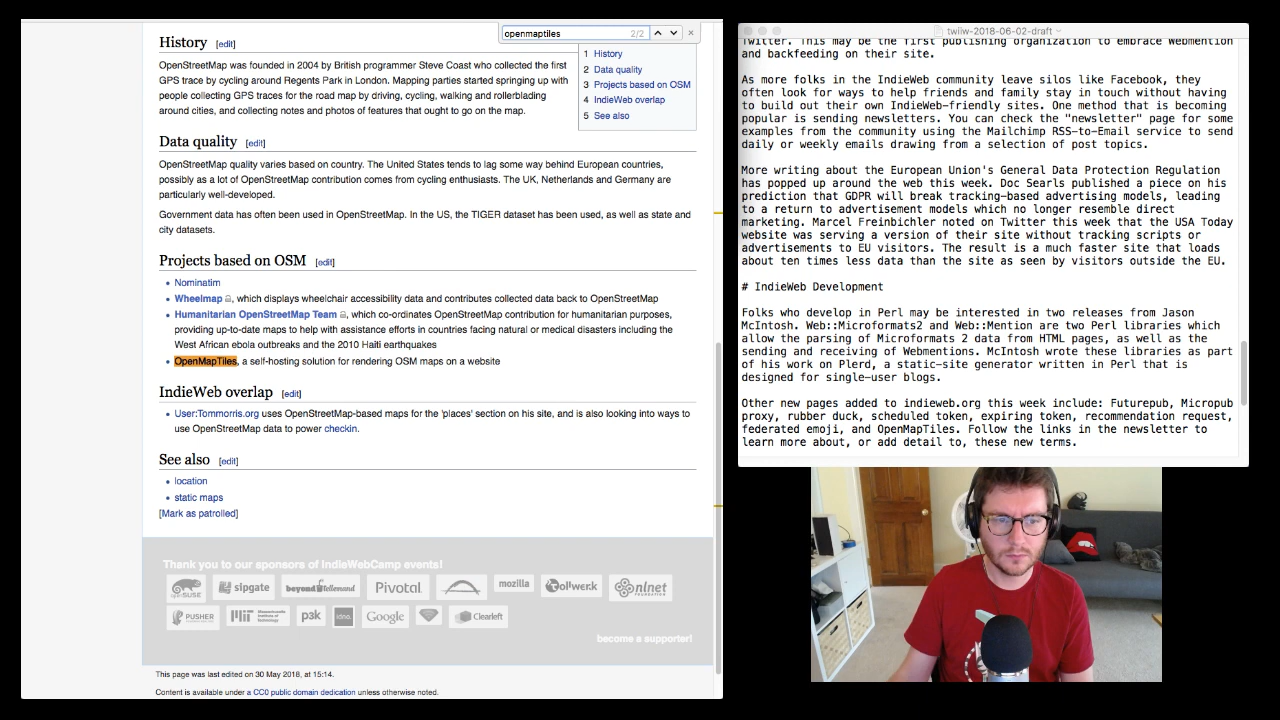 openmaptiles 2/2
1 History
2 Data quality
3 Projects based on OSM
4 IndieWeb overlap
5 See also
History [edit]
OpenStreetMap was founded in 2004 by British programmer Steve Coast who collected the first
GPS trace by cycling around Regents Park in London. Mapping parties started springing up with
people collecting GPS traces for the road map by driving, cycling, walking and rollerblading
around cities, and collecting notes and photos of features that ought to go on the map.
Data quality [edit]
OpenStreetMap quality varies based on country. The United States tends to lag some way behind European countries,
possibly as a lot of OpenStreetMap contribution comes from cycling enthusiasts. The UK, Netherlands and Germany are
particularly well-developed.
Government data has often been used in OpenStreetMap. In the US, the TIGER dataset has been used, as well as state and
city datasets.
Projects based on OSM [edit]
Nominatim
Wheelmap, which displays wheelchair accessibility data and contributes collected data back to OpenStreetMap
Humanitarian OpenStreetMap Team, which co-ordinates OpenStreetMap contribution for humanitarian purposes,
providing up-to-date maps to help with assistance efforts in countries facing natural or medical disasters including the
West African ebola outbreaks and the 2010 Haiti earthquakes
OpenMapTiles, a self-hosting solution for rendering OSM maps on a website
IndieWeb overlap [edit]
User:Tommorris.org uses OpenStreetMap-based maps for the 'places' section on his site, and is also looking into ways to
use OpenStreetMap data to power checkin.
See also [edit]
location
static maps
[Mark as patrolled]
Thank you to our sponsors of IndieWebCamp events!
openSUSE sipgate beyond tellerrand Pivotal mozilla tollwerk nlnet
PUSHER MIT Massachusetts Institute of Technology p3k Google Clearleft
become a supporter!
This page was last edited on 30 May 2018, at 15:14.
Content is available under a CC0 public domain dedication unless otherwise noted.
twiiw-2018-06-02-draft
Twitter. This may be the first publishing organization to embrace Webmention
and backfeeding on their site.
As more folks in the IndieWeb community leave silos like Facebook, they
often look for ways to help friends and family stay in touch without having
to build out their own IndieWeb-friendly sites. One method that is becoming
popular is sending newsletters. You can check the "newsletter" page for some
examples from the community using the Mailchimp RSS-to-Email service to send
daily or weekly emails drawing from a selection of post topics.
More writing about the European Union's General Data Protection Regulation
has popped up around the web this week. Doc Searls published a piece on his
prediction that GDPR will break tracking-based advertising models, leading
to a return to advertisement models which no longer resemble direct
marketing. Marcel Freinbichler noted on Twitter this week that the USA Today
website was serving a version of their site without tracking scripts or
advertisements to EU visitors. The result is a much faster site that loads
about ten times less data than the site as seen by visitors outside the EU.
# IndieWeb Development
Folks who develop in Perl may be interested in two releases from Jason
McIntosh. Web::Microformats2 and Web::Mention are two Perl libraries which
allow the parsing of Microformats 2 data from HTML pages, as well as the
sending and receiving of Webmentions. McIntosh wrote these libraries as part
of his work on Plerd, a static-site generator written in Perl that is
designed for single-user blogs.
Other new pages added to indieweb.org this week include: Futurepub, Micropub
proxy, rubber duck, scheduled token, expiring token, recommendation request,
federated emoji, and OpenMapTiles. Follow the links in the newsletter to
learn more about, or add detail to, these new terms.